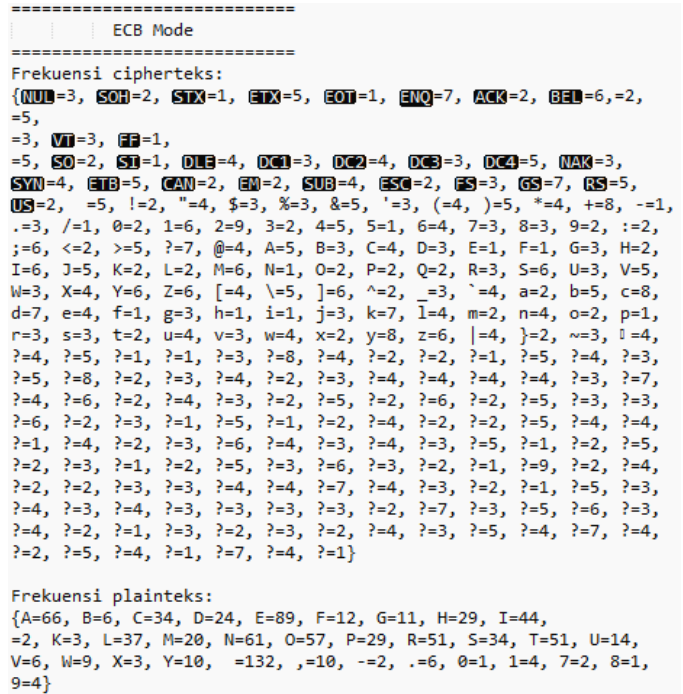 ============================
ECB Mode
============================
Frekuensi cipherteks:
{NUL=3, SOH=2, STX=1, ETX=5, EOT=1, ENQ=7, ACK=2, BEL=6,=2,
=5,
=3, VT=3, FF=1,
=5, SO=2, SI=1, DLE=4, DC1=3, DC2=4, DC3=3, DC4=5, NAK=3,
SYN=4, ETB=5, CAN=2, EM=2, SUB=4, ESC=2, FS=3, GS=7, RS=5,
US=2,  =5, !=2, "=4, $=3, %=3, &=5, '=3, (=4, )=5, *=4, +=8, -=1,
.=3, /=1, 0=2, 1=6, 2=9, 3=2, 4=5, 5=1, 6=4, 7=3, 8=3, 9=2, :=2,
;=6, <=2, >=5, ?=7, @=4, A=5, B=3, C=4, D=3, E=1, F=1, G=3, H=2,
I=6, J=5, K=2, L=2, M=6, N=1, O=2, P=2, Q=2, R=3, S=6, U=3, V=5,
W=3, X=4, Y=6, Z=6, [=4, \=5, ]=6, ^=2, _=3, `=4, a=2, b=5, c=8,
d=7, e=4, f=1, g=3, h=1, i=1, j=3, k=7, l=4, m=2, n=4, o=2, p=1,
r=3, s=3, t=2, u=4, v=3, w=4, x=2, y=8, z=6, |=4, }=2, ~=3, =4,
?=4, ?=5, ?=1, ?=1, ?=3, ?=8, ?=4, ?=2, ?=2, ?=1, ?=5, ?=4, ?=3,
?=5, ?=8, ?=2, ?=3, ?=4, ?=2, ?=3, ?=4, ?=4, ?=4, ?=4, ?=3, ?=7,
?=4, ?=6, ?=2, ?=4, ?=3, ?=2, ?=5, ?=2, ?=6, ?=2, ?=5, ?=3, ?=3,
?=6, ?=2, ?=3, ?=1, ?=5, ?=1, ?=2, ?=4, ?=2, ?=2, ?=5, ?=4, ?=4,
?=1, ?=4, ?=2, ?=3, ?=6, ?=4, ?=3, ?=4, ?=3, ?=5, ?=1, ?=2, ?=5,
?=2, ?=3, ?=1, ?=2, ?=5, ?=3, ?=6, ?=3, ?=2, ?=1, ?=9, ?=2, ?=4,
?=2, ?=2, ?=3, ?=3, ?=4, ?=4, ?=7, ?=4, ?=3, ?=2, ?=1, ?=5, ?=3,
?=4, ?=3, ?=4, ?=3, ?=3, ?=3, ?=3, ?=2, ?=7, ?=3, ?=5, ?=6, ?=3,
?=4, ?=2, ?=1, ?=3, ?=2, ?=3, ?=2, ?=4, ?=3, ?=5, ?=4, ?=7, ?=4,
?=2, ?=5, ?=4, ?=1, ?=7, ?=4, ?=1}
Frekuensi plainteks:
{A=66, B=6, C=34, D=24, E=89, F=12, G=11, H=29, I=44,
=2, K=3, L=37, M=20, N=61, O=57, P=29, R=51, S=34, T=51, U=14,
V=6, W=9, X=3, Y=10,  =132, ,=10, -=2, .=6, 0=1, 1=4, 7=2, 8=1,
9=4}